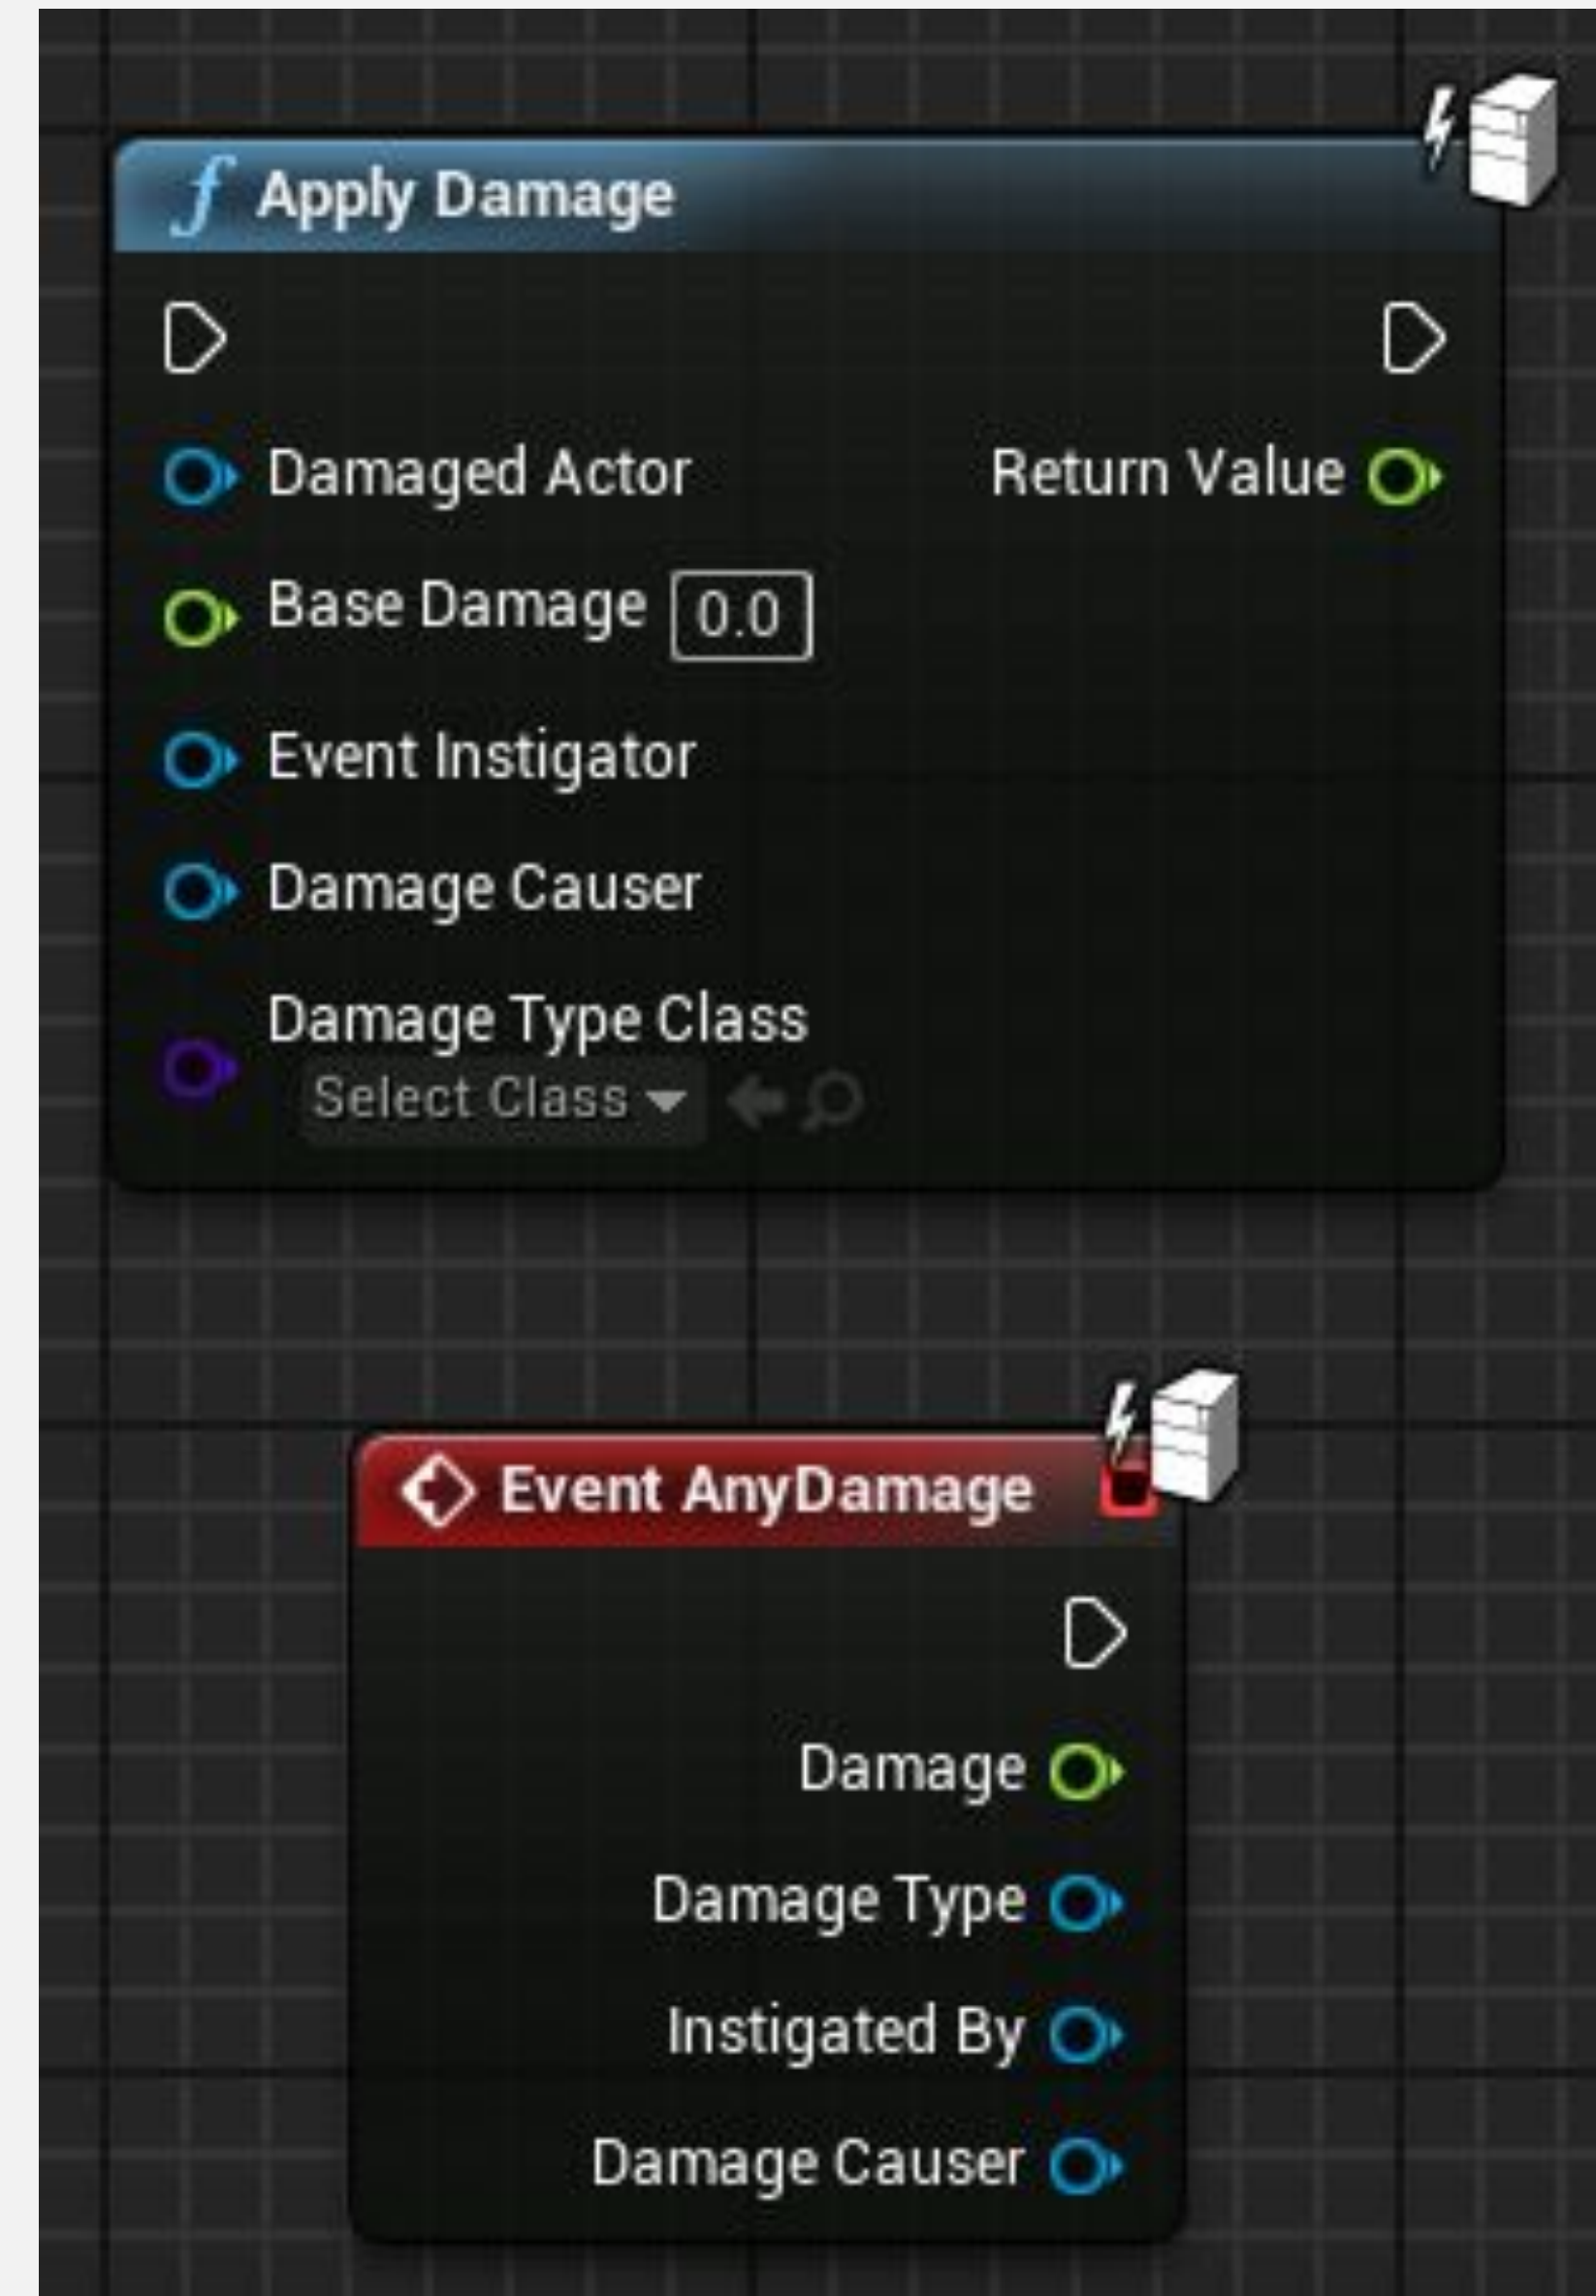 f Apply Damage
Damaged Actor Return Value
Base Damage 0.0
Event Instigator
Damage Causer
Damage Type Class
Select Class
Event AnyDamage
Damage
Damage Type
Instigated By
Damage Causer